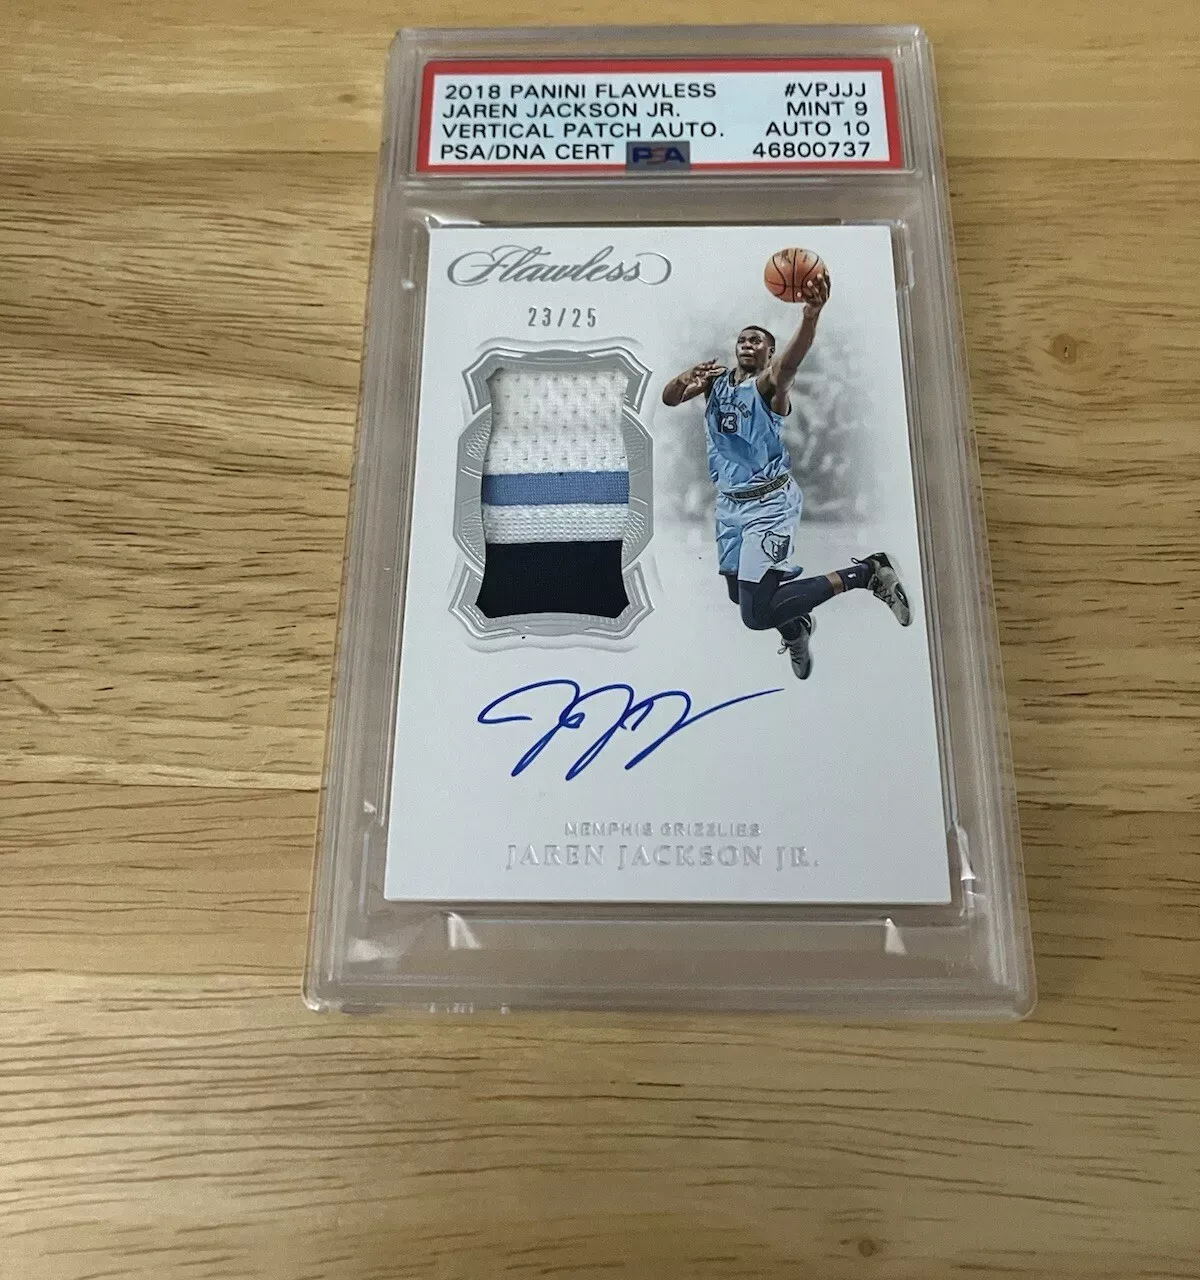 2018 PANINI FLAWLESS #VPJJJ
JAREN JACKSON JR. MINT 9
VERTICAL PATCH AUTO. AUTO 10
PSA/DNA CERT PSA 46800737
Flawless
23/25
GRIZZLIES
13
MEMPHIS GRIZZLIES
JAREN JACKSON JR.